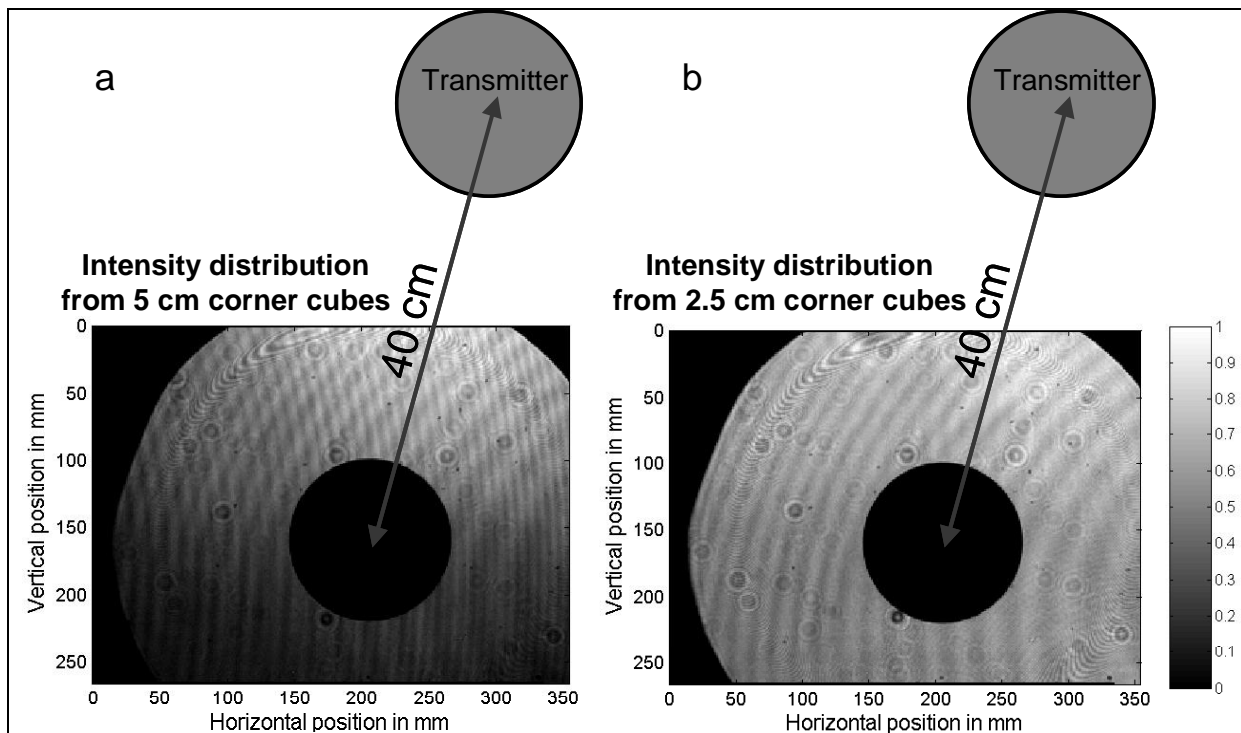 a
Transmitter
40 cm
Intensity distribution
from 5 cm corner cubes
Vertical position in mm
0
50
100
150
200
250
0 50 100 150 200 250 300 350
Horizontal position in mm
b
Transmitter
40 cm
Intensity distribution
from 2.5 cm corner cubes
Vertical position in mm
0
50
100
150
200
250
0 50 100 150 200 250 300 350
Horizontal position in mm
1
0.9
0.8
0.7
0.6
0.5
0.4
0.3
0.2
0.1
0